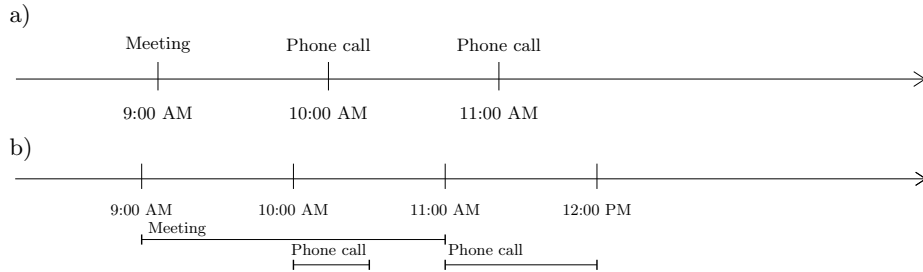 a)
Meeting Phone call Phone call
9:00 AM 10:00 AM 11:00 AM
b)
9:00 AM 10:00 AM 11:00 AM 12:00 PM
Meeting
Phone call Phone call